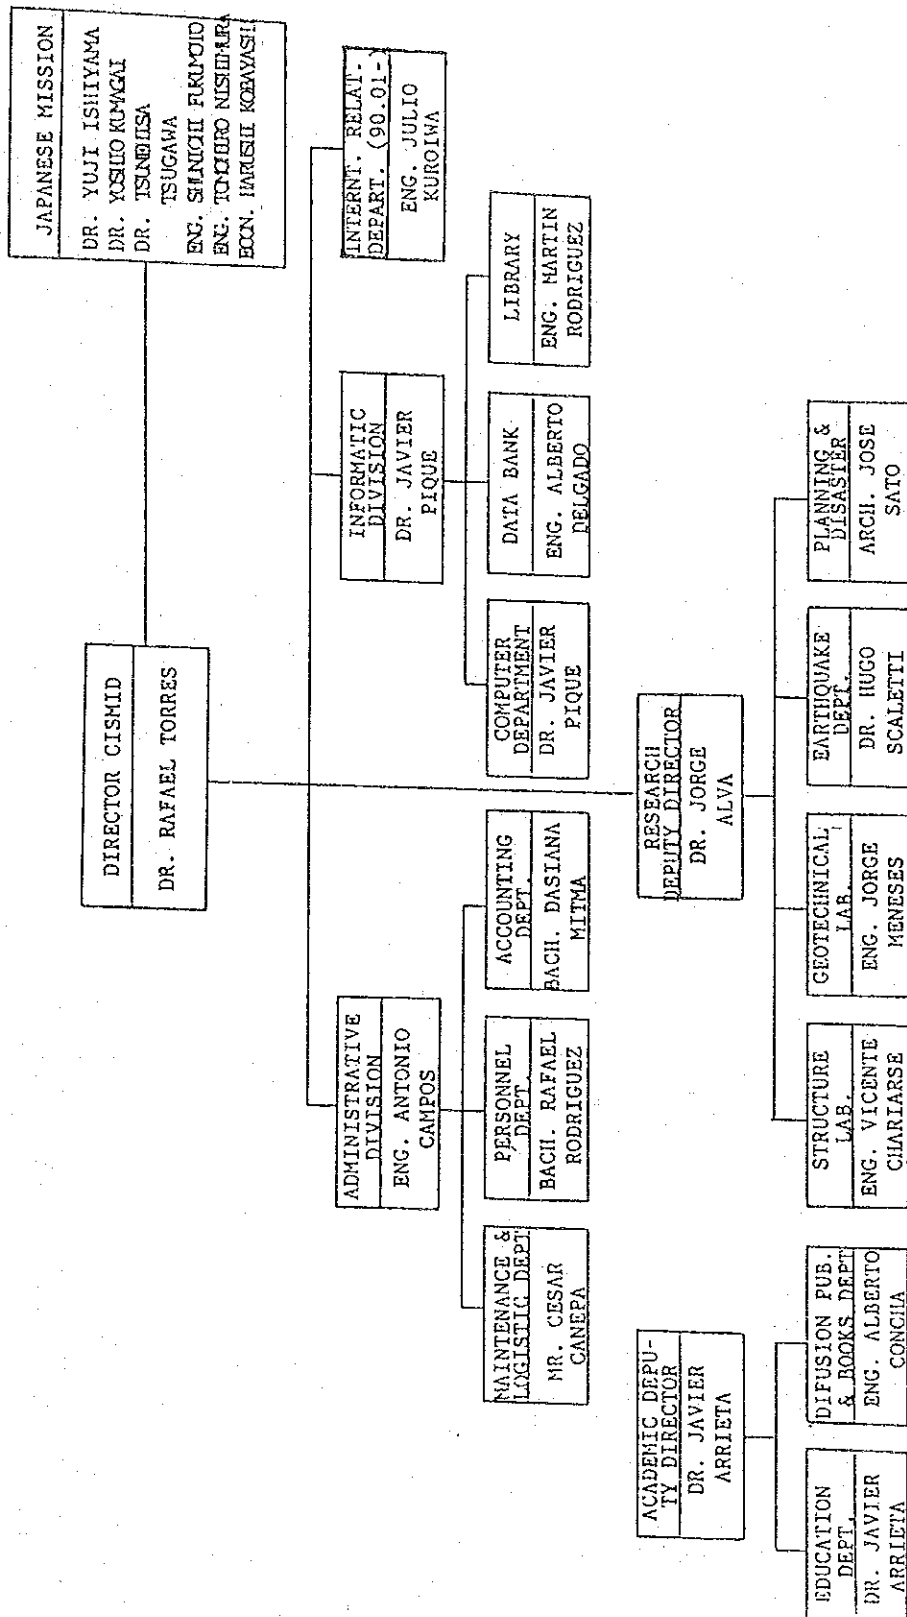 JAPANESE MISSION
DR. YUJI ISHIYAMA
DR. YOSHIO KUMAGAI
DR. TSUNEHISA
TSUGAWA
ENG. SHUNICHI FUKUMOTO
ENG. TOMOHIRO NISHIMURA
ECON. HARUSHI KOBAYASHI
DIRECTOR CISMID
DR. RAFAEL TORRES
ADMINISTRATIVE
DIVISION
ENG. ANTONIO
CAMPOS
INFORMATIC
DIVISION
DR. JAVIER
PIQUE
INTERNT. RELAT.
DEPART. (90.01-)
ENG. JULIO
KUROIWA
MAINTENANCE &
LOGISTIC DEPT
MR. CESAR
CANEPA
PERSONNEL
DEPT.
BACH. RAFAEL
RODRIGUEZ
ACCOUNTING
DEPT.
BACH. DASIANA
MITMA
COMPUTER
DEPARTMENT
DR. JAVIER
PIQUE
DATA BANK
ENG. ALBERTO
DELGADO
LIBRARY
ENG. MARTIN
RODRIGUEZ
ACADEMIC DEPU-
TY DIRECTOR
DR. JAVIER
ARRIETA
RESEARCH
DEPUTY DIRECTOR
DR. JORGE
ALVA
EDUCATION
DEPT.
DR. JAVIER
ARRIETA
DIFUSION PUB.
& BOOKS DEPT
ENG. ALBERTO
CONCHA
STRUCTURE
LAB.
ENG. VICENTE
CHARIARSE
GEOTECHNICAL
LAB.
ENG. JORGE
MENESES
EARTHQUAKE
DEPT.
DR. HUGO
SCALETTI
PLANNING &
DISASTER
ARCH. JOSE
SATO